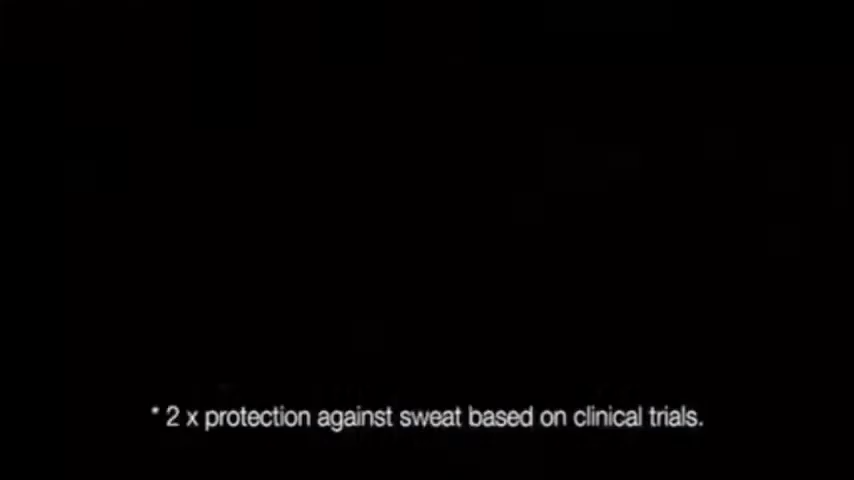 * 2 x protection against sweat based on clinical trials.